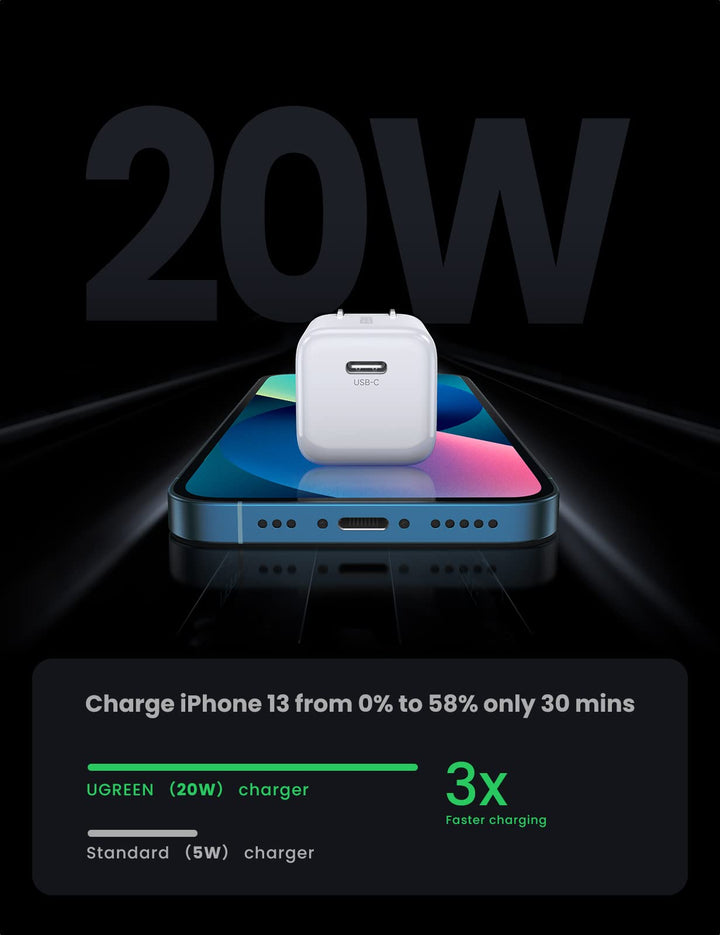 20W
USB-C
Charge iPhone 13 from 0% to 58% only 30 mins
UGREEN （20W） charger
3x
Faster charging
Standard （5W） charger